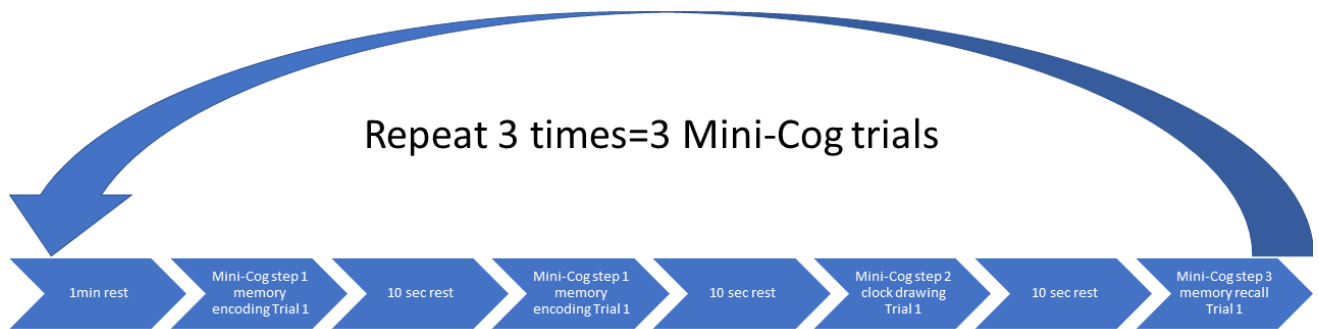 Repeat 3 times=3 Mini-Cog trials
1min rest
Mini-Cog step 1
memory
encoding Trial 1
10 sec rest
Mini-Cog step 1
memory
encoding Trial 1
10 sec rest
Mini-Cog step 2
clock drawing
Trial 1
10 sec rest
Mini-Cog step 3
memory recall
Trial 1